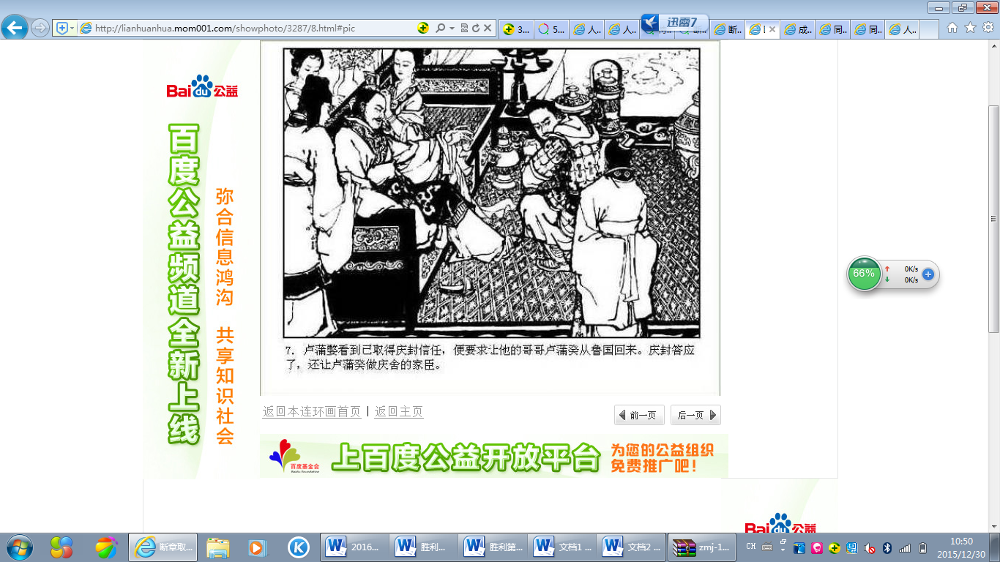 http://lianhuanhua.mom001.com/showphoto/3287/8.html#pic
3...
5...
人..
人..
迅雷7
断..
成..
同..
同..
人..
Bai du 公益
百度公益频道全新上线
弥合信息鸿沟 共享知识社会
7. 卢蒲嫳看到已取得庆封信任，便要求让他的哥哥卢蒲癸从鲁国回来。庆封答应
了，还让卢蒲癸做庆舍的家臣。
返回本连环画首页 | 返回主页
前一页
后一页
百度基金会
Baidu Foundation
上百度公益开放平台
为您的公益组织
免费推广吧！
66%
0K/s
0K/s
Bai du 公益
断章取...
2016...
胜利...
胜利第...
文档1 ...
文档2 ...
zmj-1...
CH
10:50
2015/12/30